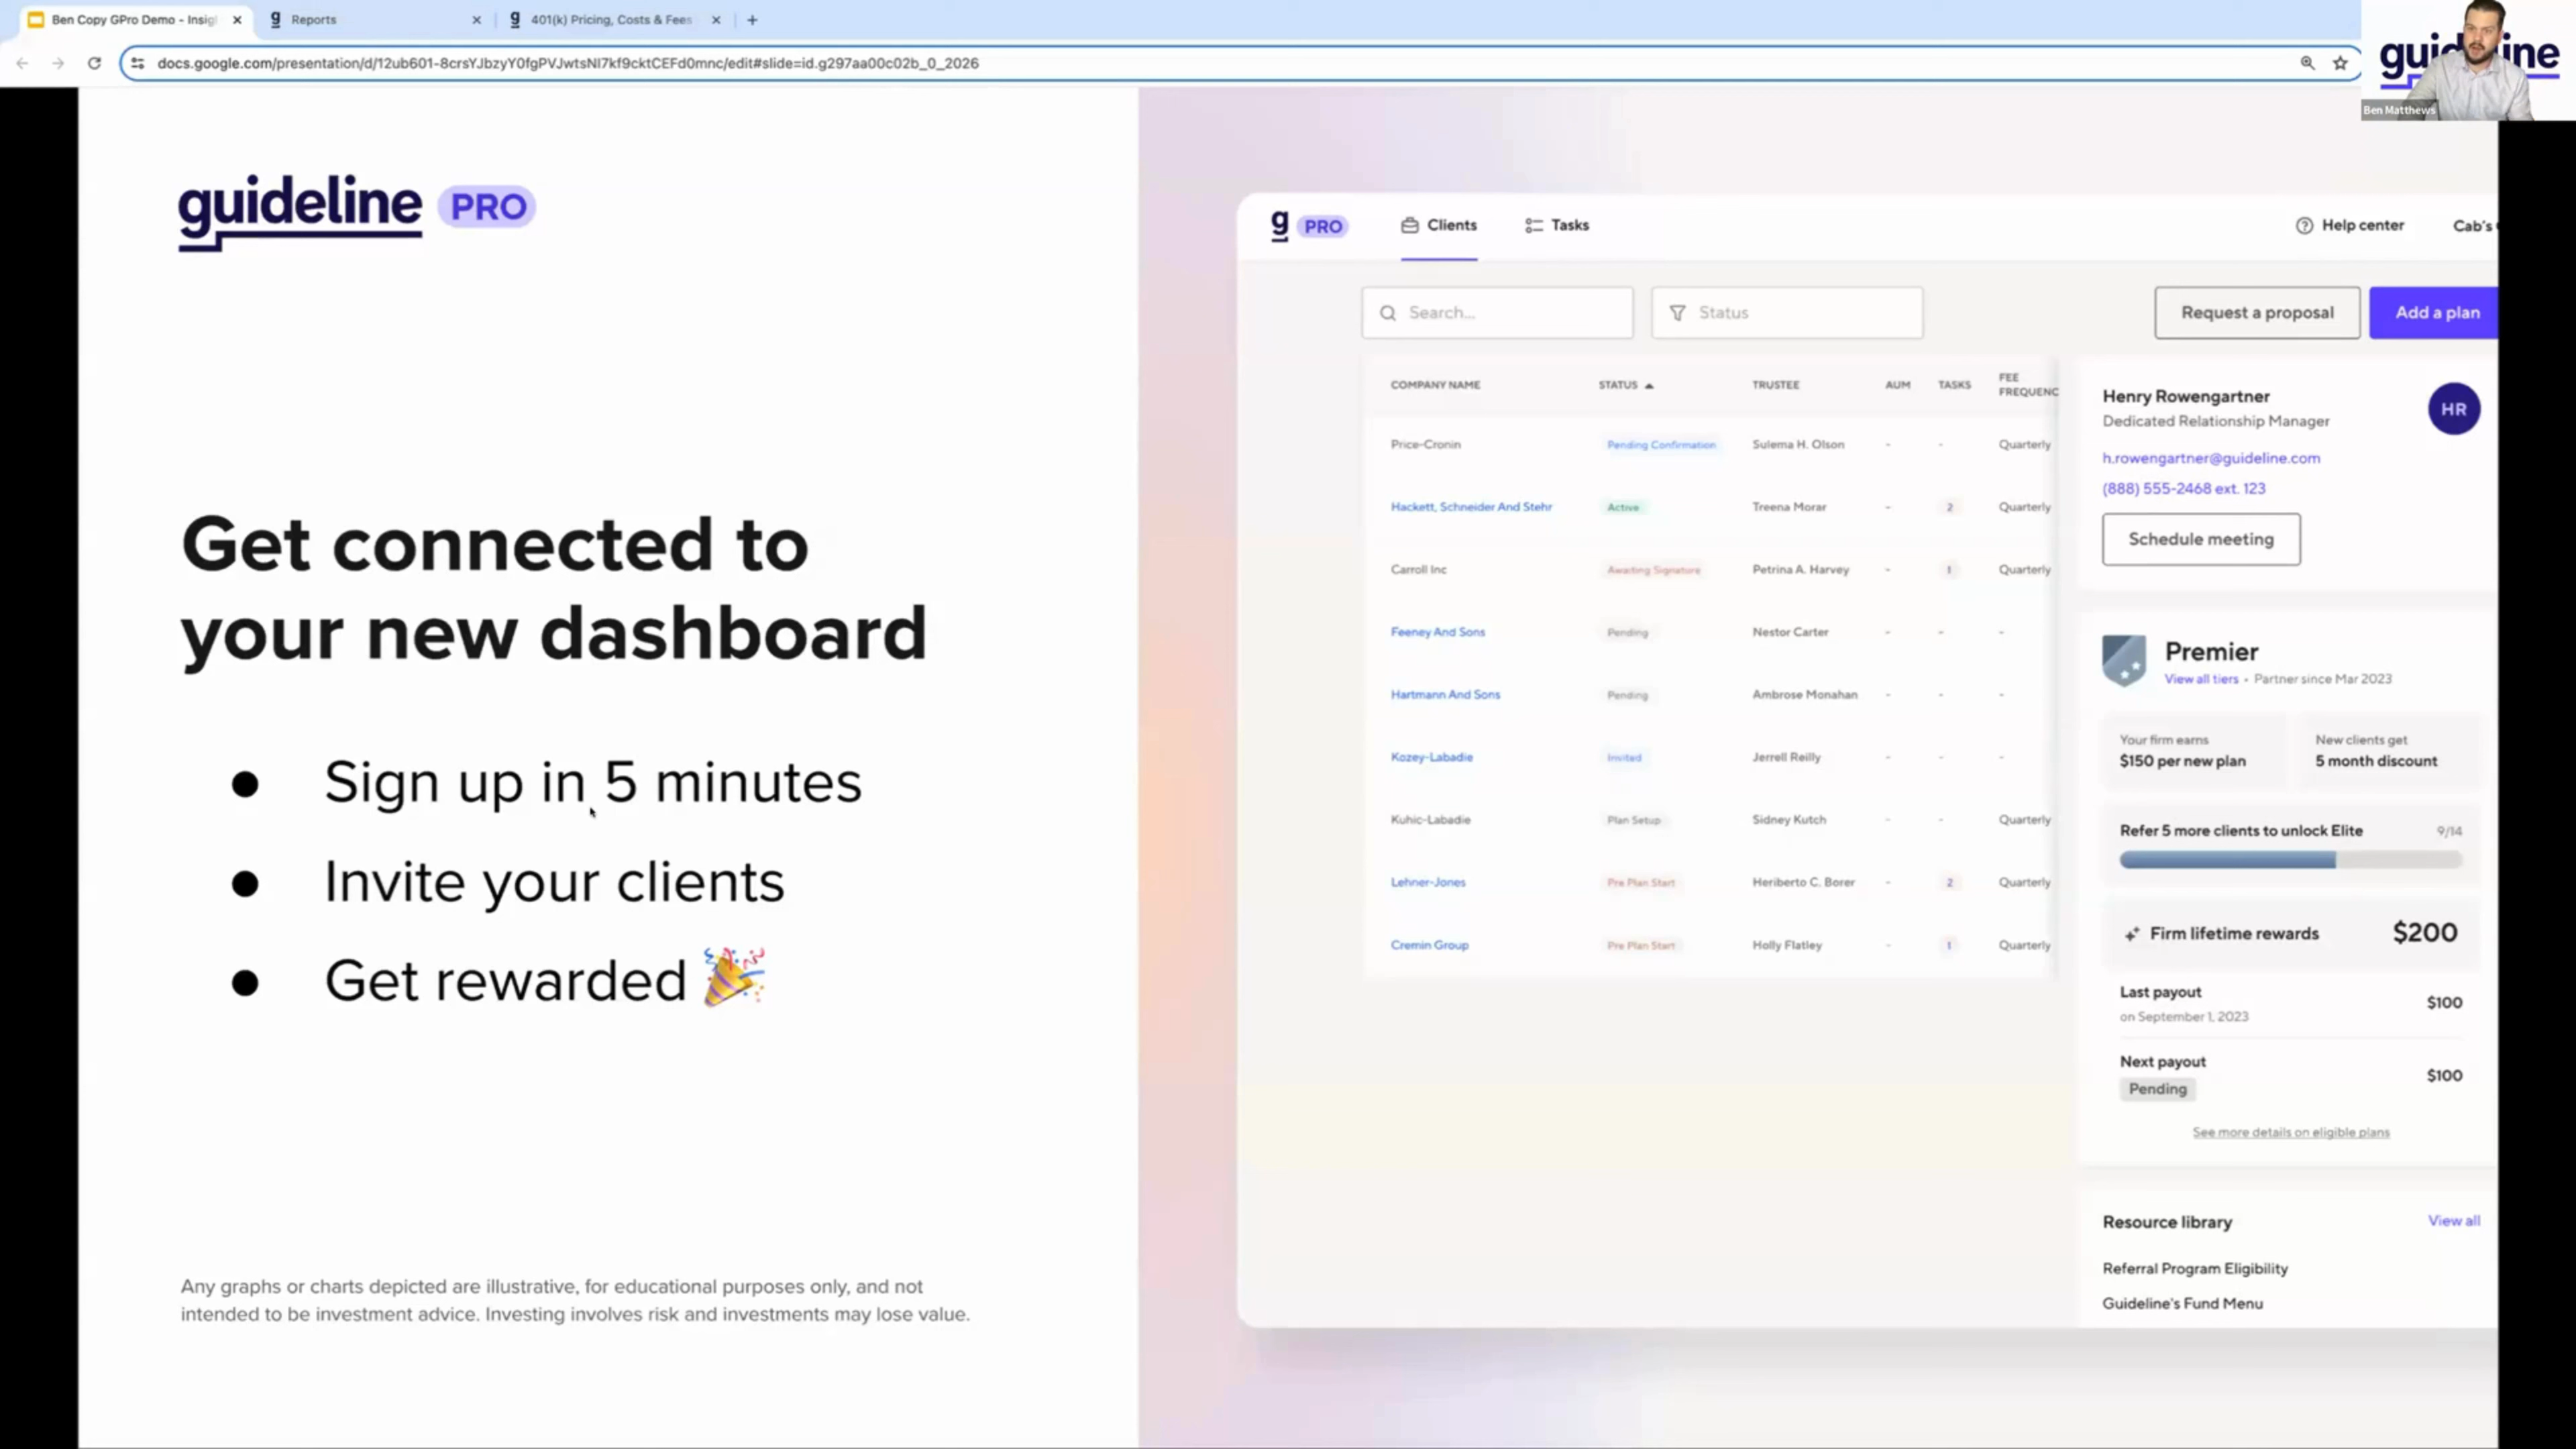 Ben Copy GPro Demo - Insig
Reports
401(k) Pricing, Costs & Fees
docs.google.com/presentation/d/12ub601-8crsYJbzyY0fgPVJwtsNI7kf9cktCEFd0mnc/edit#slide=id.g297aa00c02b_0_2026
guideline
Ben Matthews
guideline PRO
Get connected to
your new dashboard
● Sign up in 5 minutes
● Invite your clients
● Get rewarded 🎉
Any graphs or charts depicted are illustrative, for educational purposes only, and not
intended to be investment advice. Investing involves risk and investments may lose value.
g PRO Clients Tasks Help center Cab's
Search... Status Request a proposal Add a plan
COMPANY NAME STATUS ▲ TRUSTEE AUM TASKS FEE
FREQUENC
Price-Cronin Pending Confirmation Sulema H. Olson - - Quarterly
Hackett, Schneider And Stehr Active Treena Morar - 2 Quarterly
Carroll Inc Awaiting Signature Petrina A. Harvey - 1 Quarterly
Feeney And Sons Pending Nestor Carter - - -
Hartmann And Sons Pending Ambrose Monahan - - -
Kozey-Labadie Invited Jerrell Reilly - - -
Kuhic-Labadie Plan Setup Sidney Kutch - - Quarterly
Lehner-Jones Pre Plan Start Heriberto C. Borer - 2 Quarterly
Cremin Group Pre Plan Start Holly Flatley - 1 Quarterly
Henry Rowengartner
HR
Dedicated Relationship Manager
h.rowengartner@guideline.com
(888) 555-2468 ext. 123
Schedule meeting
Premier
View all tiers • Partner since Mar 2023
Your firm earns
$150 per new plan
New clients get
5 month discount
Refer 5 more clients to unlock Elite 9/14
Firm lifetime rewards $200
Last payout
on September 1, 2023
$100
Next payout
Pending
$100
See more details on eligible plans
Resource library View all
Referral Program Eligibility
Guideline's Fund Menu